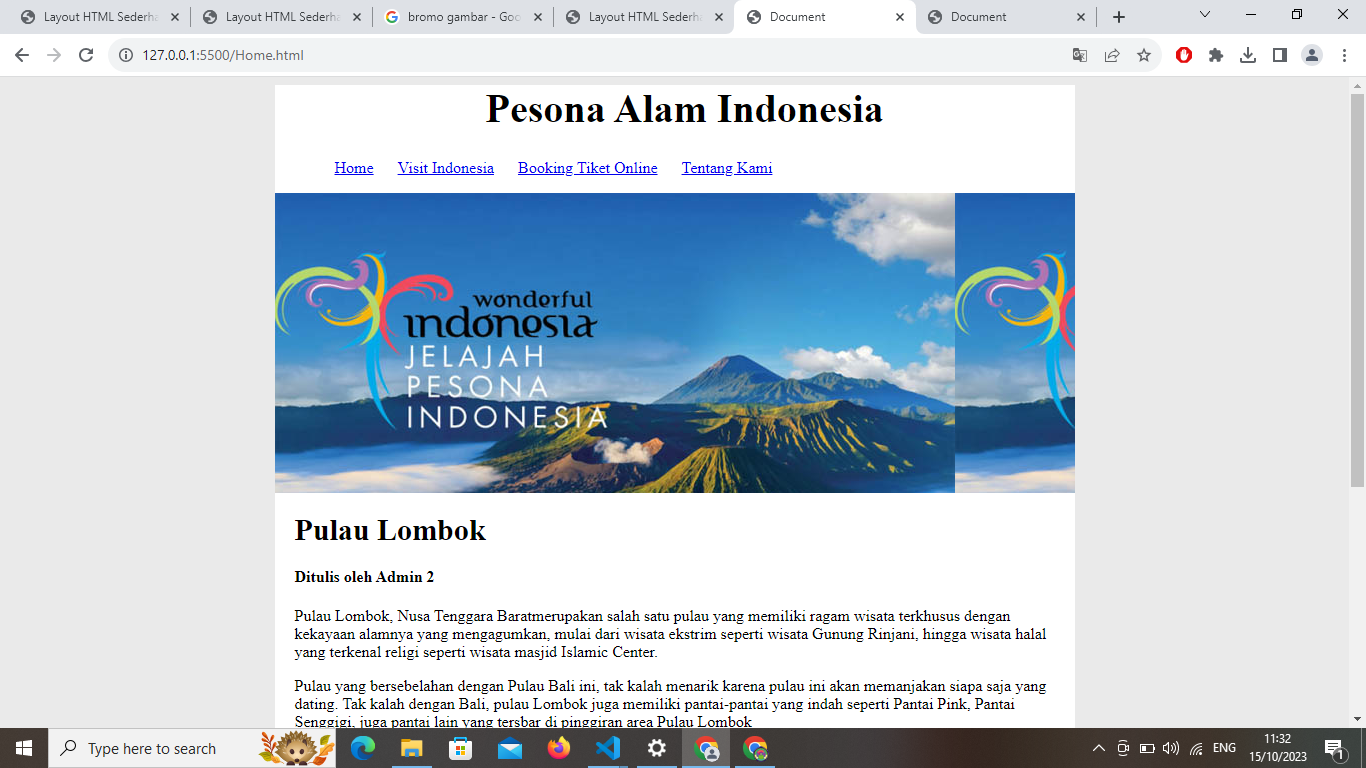 Layout HTML Sederha
Layout HTML Sederha
bromo gambar - Goo
Layout HTML Sederha
Document
Document
127.0.0.1:5500/Home.html
Pesona Alam Indonesia
Home Visit Indonesia Booking Tiket Online Tentang Kami
wonderful
indonesia
JELAJAH
PESONA
INDONESIA
Pulau Lombok
Ditulis oleh Admin 2
Pulau Lombok, Nusa Tenggara Baratmerupakan salah satu pulau yang memiliki ragam wisata terkhusus dengan
kekayaan alamnya yang mengagumkan, mulai dari wisata ekstrim seperti wisata Gunung Rinjani, hingga wisata halal
yang terkenal religi seperti wisata masjid Islamic Center.
Pulau yang bersebelahan dengan Pulau Bali ini, tak kalah menarik karena pulau ini akan memanjakan siapa saja yang
dating. Tak kalah dengan Bali, pulau Lombok juga memiliki pantai-pantai yang indah seperti Pantai Pink, Pantai
Senggigi, juga pantai lain yang tersbar di pinggiran area Pulau Lombok
Type here to search
ENG
11:32
15/10/2023
1